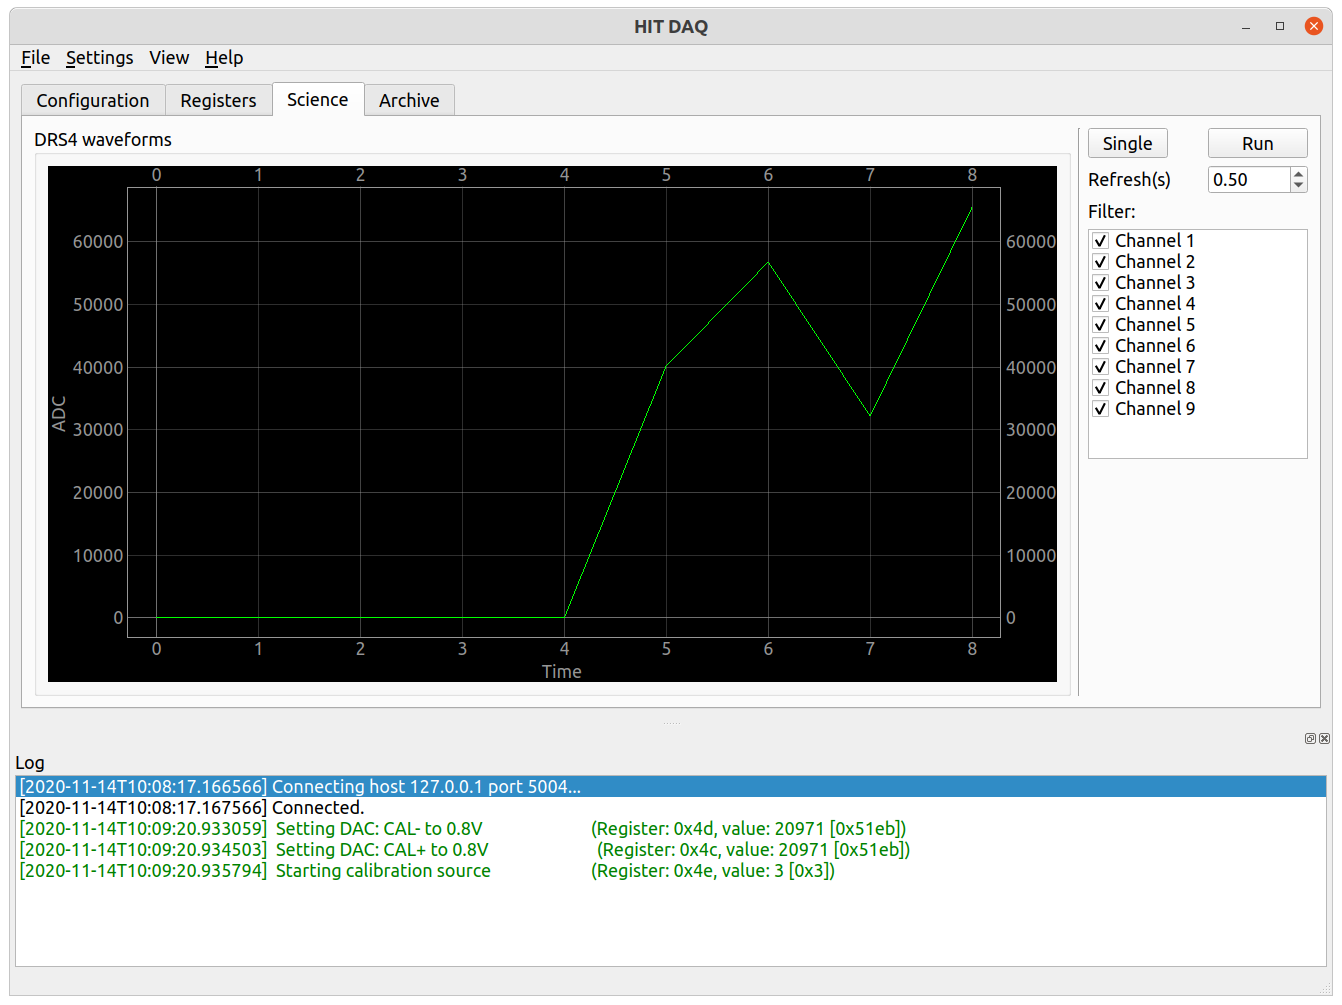 HIT DAQ
File Settings View Help
Configuration Registers Science Archive
DRS4 waveforms
Single Run
Refresh(s) 0.50
Filter:
Channel 1
Channel 2
Channel 3
Channel 4
Channel 5
Channel 6
Channel 7
Channel 8
Channel 9
0 1 2 3 4 5 6 7 8
60000 60000
50000 50000
40000 40000
ADC
30000 30000
20000 20000
10000 10000
0 0
0 1 2 3 4 5 6 7 8
Time
Log
[2020-11-14T10:08:17.166566] Connecting host 127.0.0.1 port 5004...
[2020-11-14T10:08:17.167566] Connected.
[2020-11-14T10:09:20.933059] Setting DAC: CAL- to 0.8V (Register: 0x4d, value: 20971 [0x51eb])
[2020-11-14T10:09:20.934503] Setting DAC: CAL+ to 0.8V (Register: 0x4c, value: 20971 [0x51eb])
[2020-11-14T10:09:20.935794] Starting calibration source (Register: 0x4e, value: 3 [0x3])